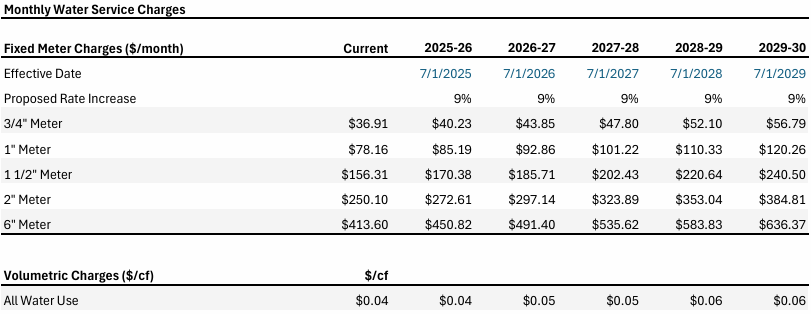 Monthly Water Service Charges
Fixed Meter Charges ($/month) Current 2025-26 2026-27 2027-28 2028-29 2029-30
Effective Date 7/1/2025 7/1/2026 7/1/2027 7/1/2028 7/1/2029
Proposed Rate Increase 9% 9% 9% 9% 9%
3/4" Meter $36.91 $40.23 $43.85 $47.80 $52.10 $56.79
1" Meter $78.16 $85.19 $92.86 $101.22 $110.33 $120.26
1 1/2" Meter $156.31 $170.38 $185.71 $202.43 $220.64 $240.50
2" Meter $250.10 $272.61 $297.14 $323.89 $353.04 $384.81
6" Meter $413.60 $450.82 $491.40 $535.62 $583.83 $636.37
Volumetric Charges ($/cf) $/cf
All Water Use $0.04 $0.04 $0.05 $0.05 $0.06 $0.06